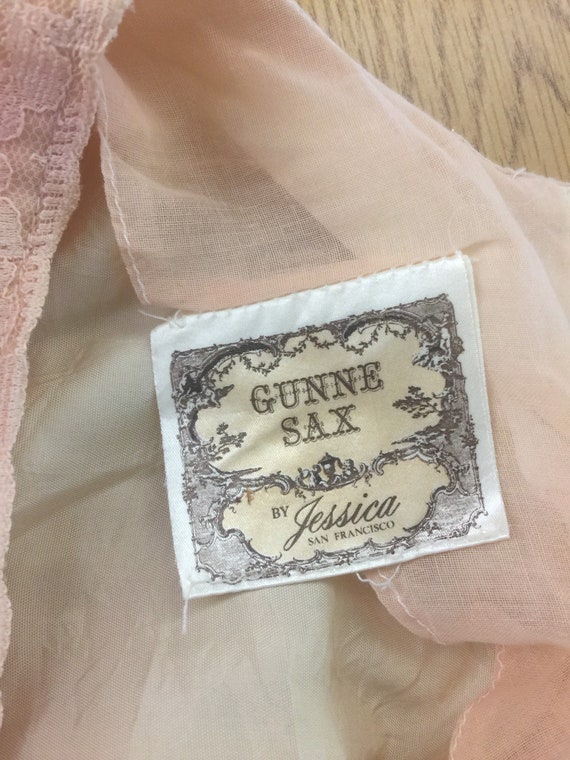 GUNNE
SAX
BY Jessica
SAN FRANCISCO